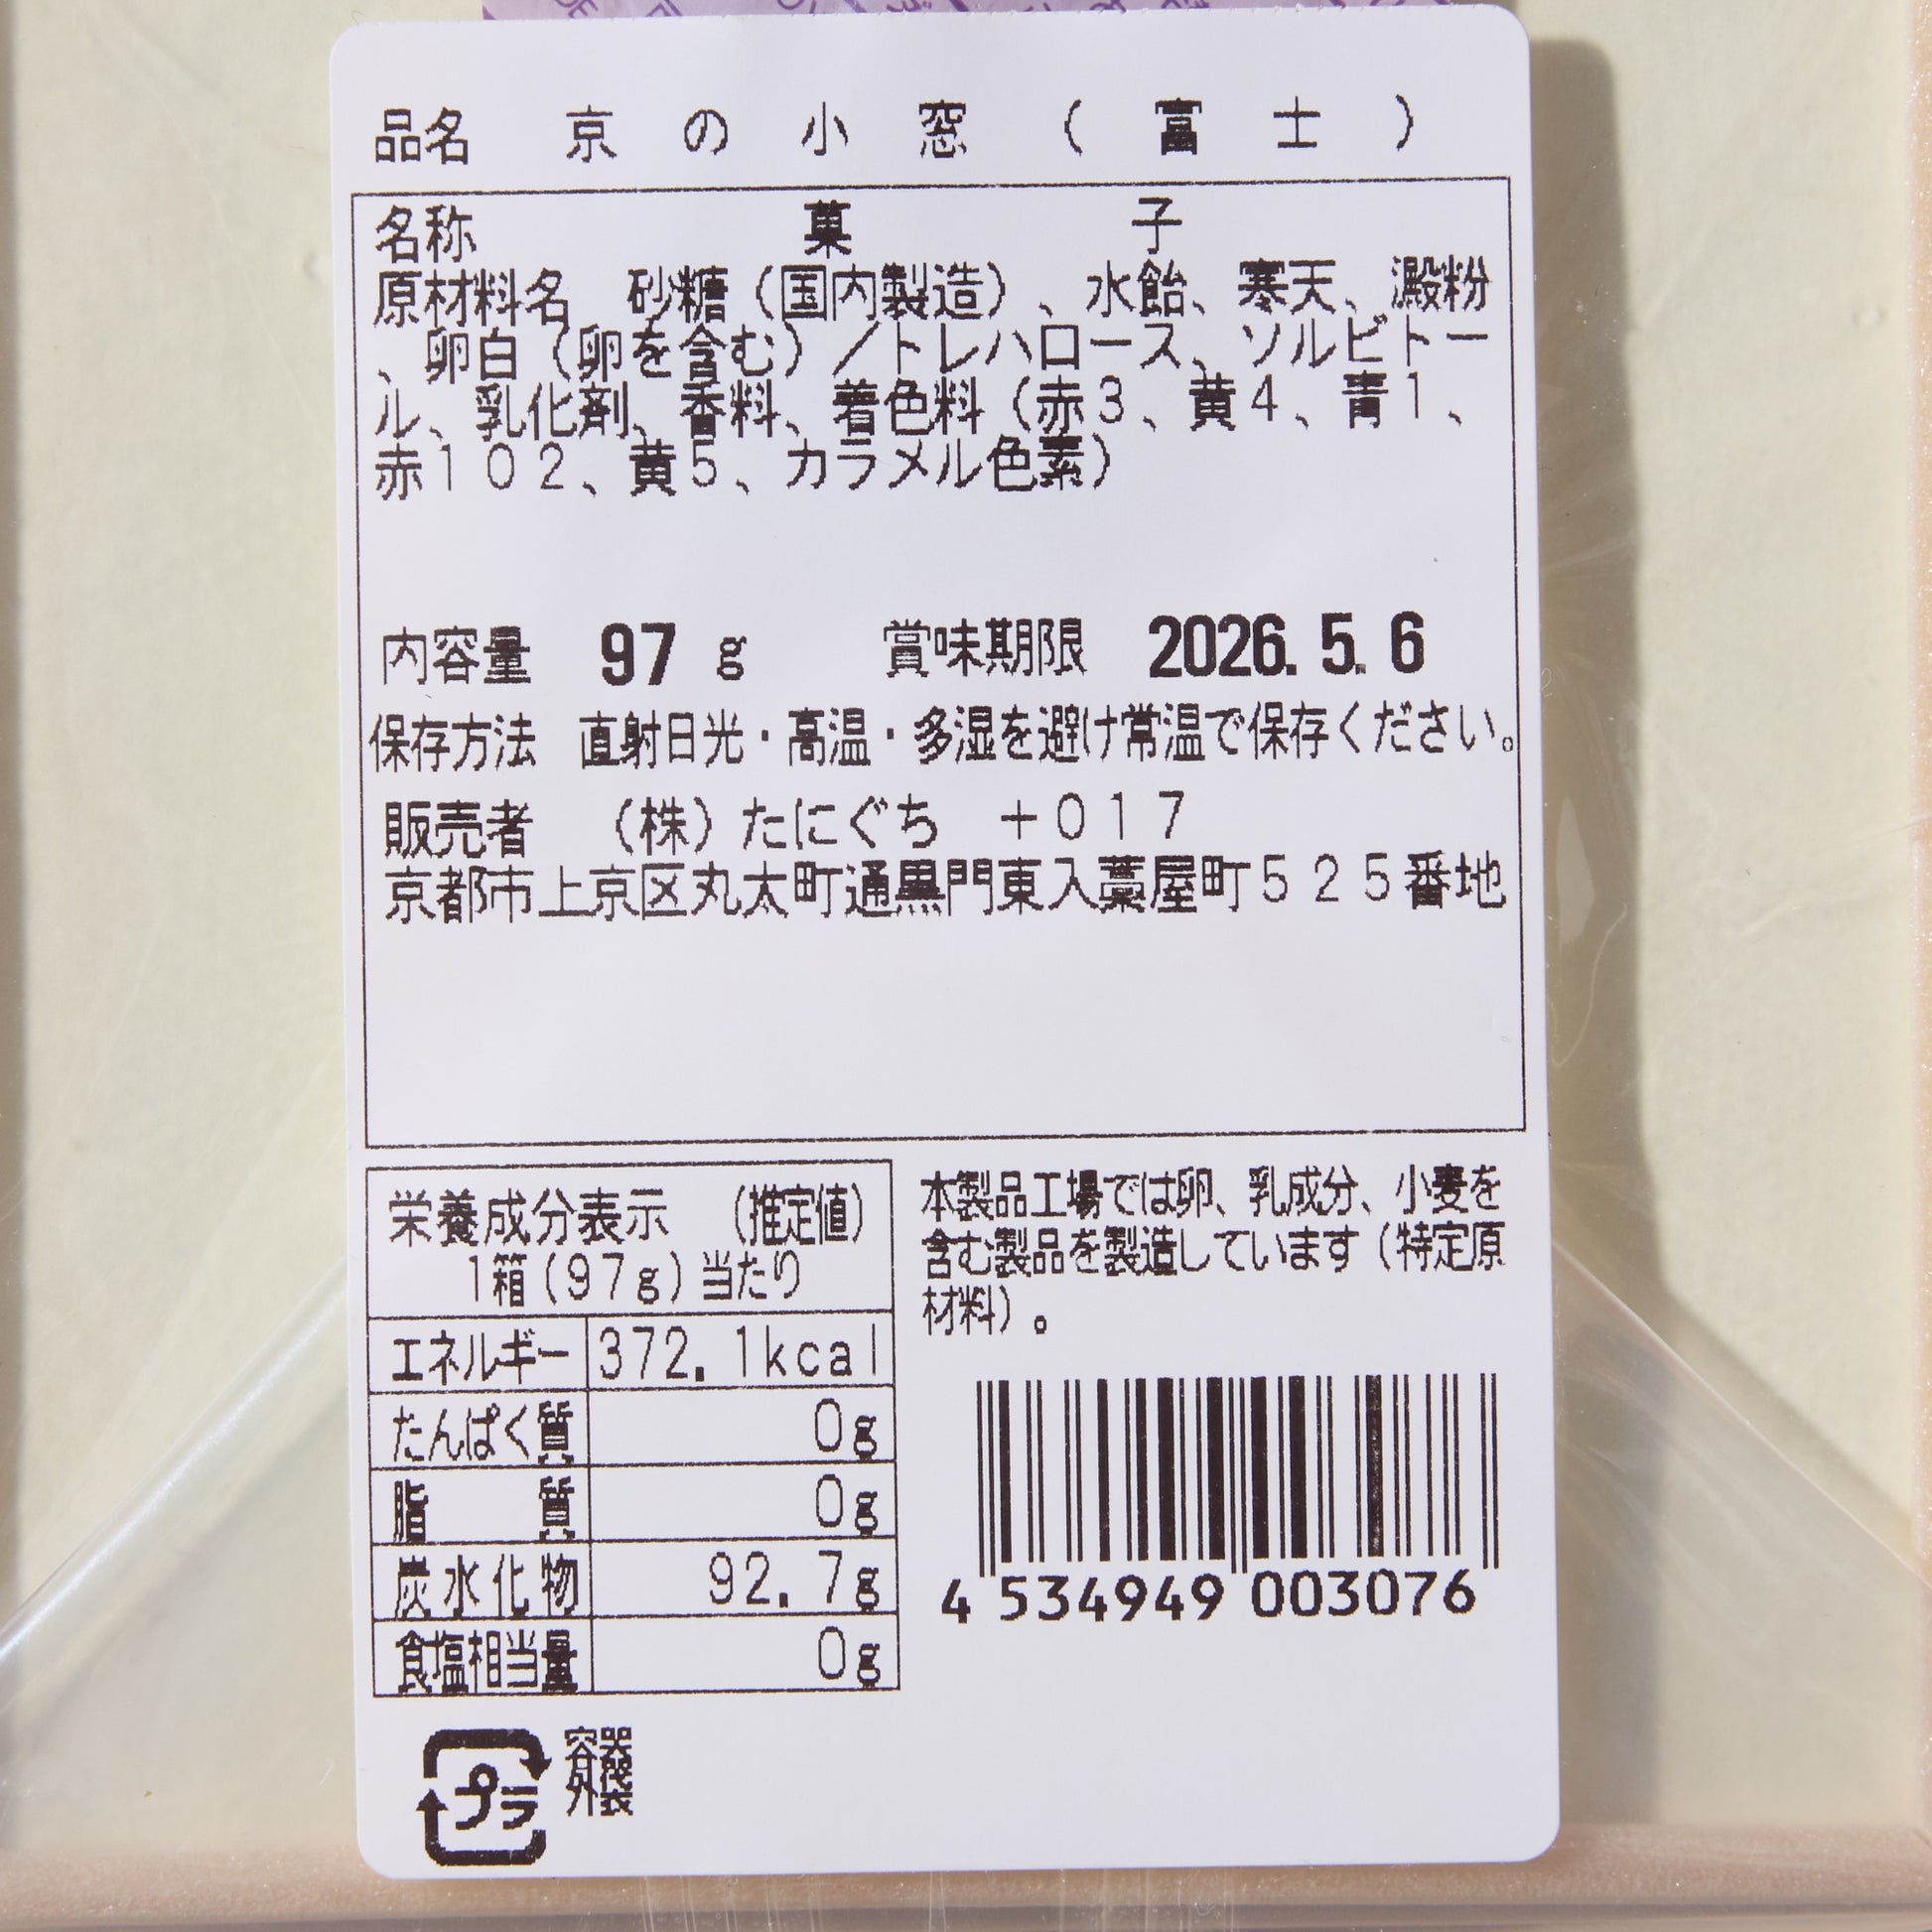 品名 京の小窓(富士)
名称 菓子
原材料名 砂糖(国内製造)、水飴、寒天、澱粉
、卵白(卵を含む)/トレハロース、ソルビトー
ル、乳化剤、香料、着色料(赤3、黄4、青1、
赤102、黄5、カラメル色素)
内容量 97 g 賞味期限 2026. 5. 6
保存方法 直射日光・高温・多湿を避け常温で保存ください。
販売者 (株)たにぐち +017
京都市上京区丸太町通黒門東入藁屋町525番地
栄養成分表示 (推定値)
1箱(97g)当たり
エネルギー 372.1kcal
たんぱく質 0g
脂質 0g
炭水化物 92.7g
食塩相当量 0g
本製品工場では卵、乳成分、小麦を
含む製品を製造しています(特定原
材料)。
4 534949 003076
プラ
容器
外袋